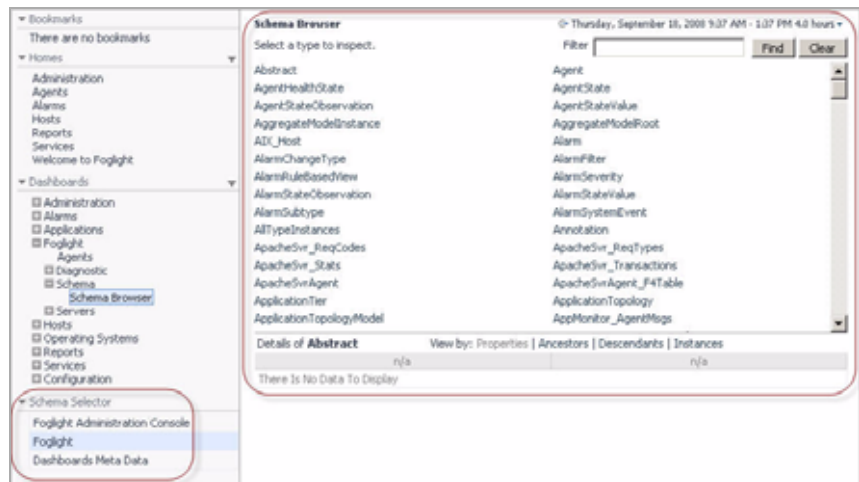 Bookmarks
There are no bookmarks
Homes
Administration
Agents
Alarms
Hosts
Reports
Services
Welcome to Foglight
Dashboards
Administration
Alarms
Applications
Foglight
Agents
Diagnostic
Schema
Schema Browser
Servers
Hosts
Operating Systems
Reports
Services
Configuration
Schema Selector
Foglight Administration Console
Foglight
Dashboards Meta Data
Schema Browser Thursday, September 18, 2008 9:37 AM - 1:37 PM 4.0 hours
Select a type to inspect. Filter Find Clear
Abstract Agent
AgentHealthState AgentState
AgentStateObservation AgentStateValue
AggregateModelInstance AggregateModelRoot
AIX_Host Alarm
AlarmChangeType AlarmFilter
AlarmRuleBasedView AlarmSeverity
AlarmStateObservation AlarmStateValue
AlarmSubtype AlarmSystemEvent
AllTypeInstances Annotation
ApacheSvr_ReqCodes ApacheSvr_ReqTypes
ApacheSvr_Stats ApacheSvr_Transactions
ApacheSvrAgent ApacheSvrAgent_F4Table
ApplicationTier ApplicationTopology
ApplicationTopologyModel AppMonitor_AgentMsgs
Details of Abstract View by: Properties | Ancestors | Descendants | Instances
n/a n/a
There Is No Data To Display